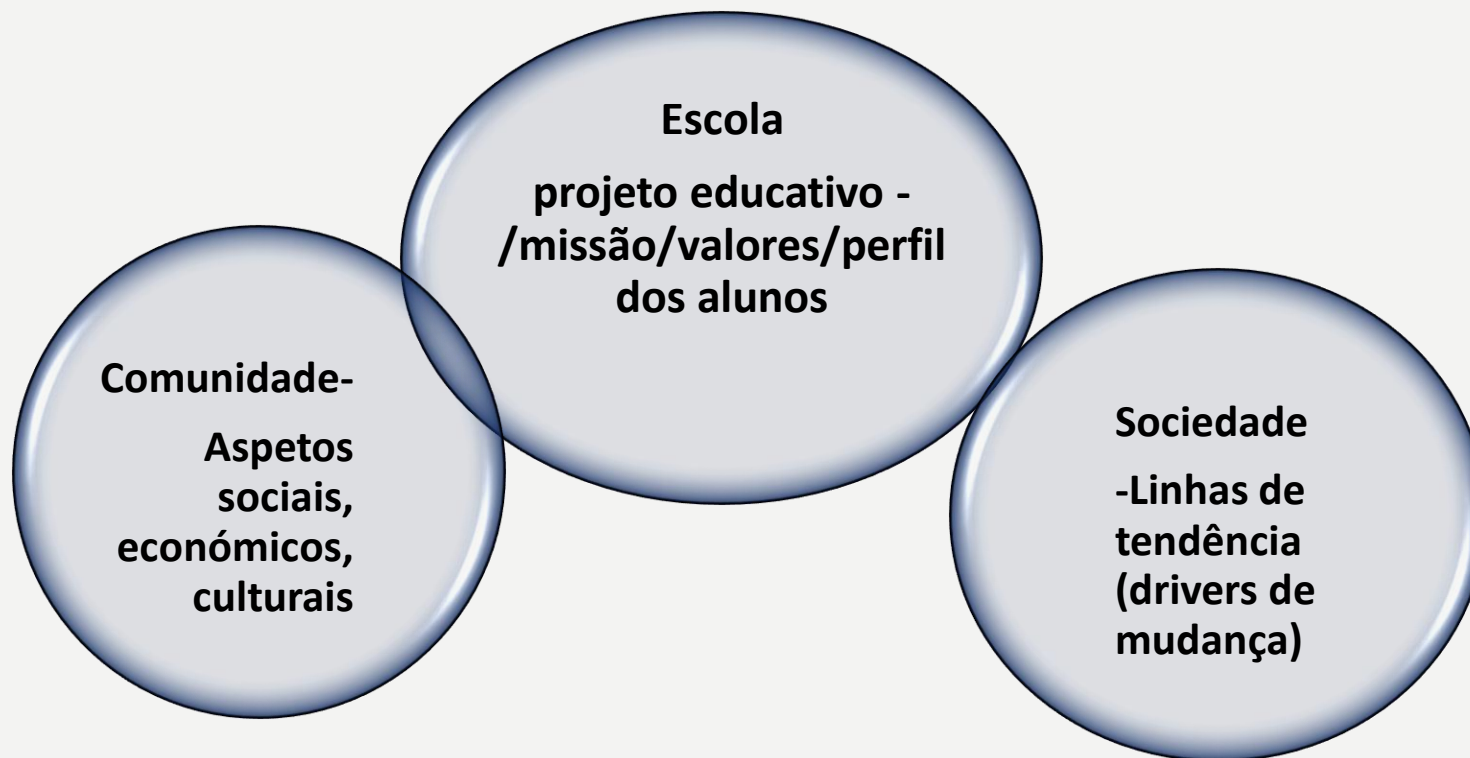 Escola
projeto educativo -
/missão/valores/perfil
dos alunos
Comunidade-
Aspetos
sociais,
económicos,
culturais
Sociedade
-Linhas de
tendência
(drivers de
mudança)